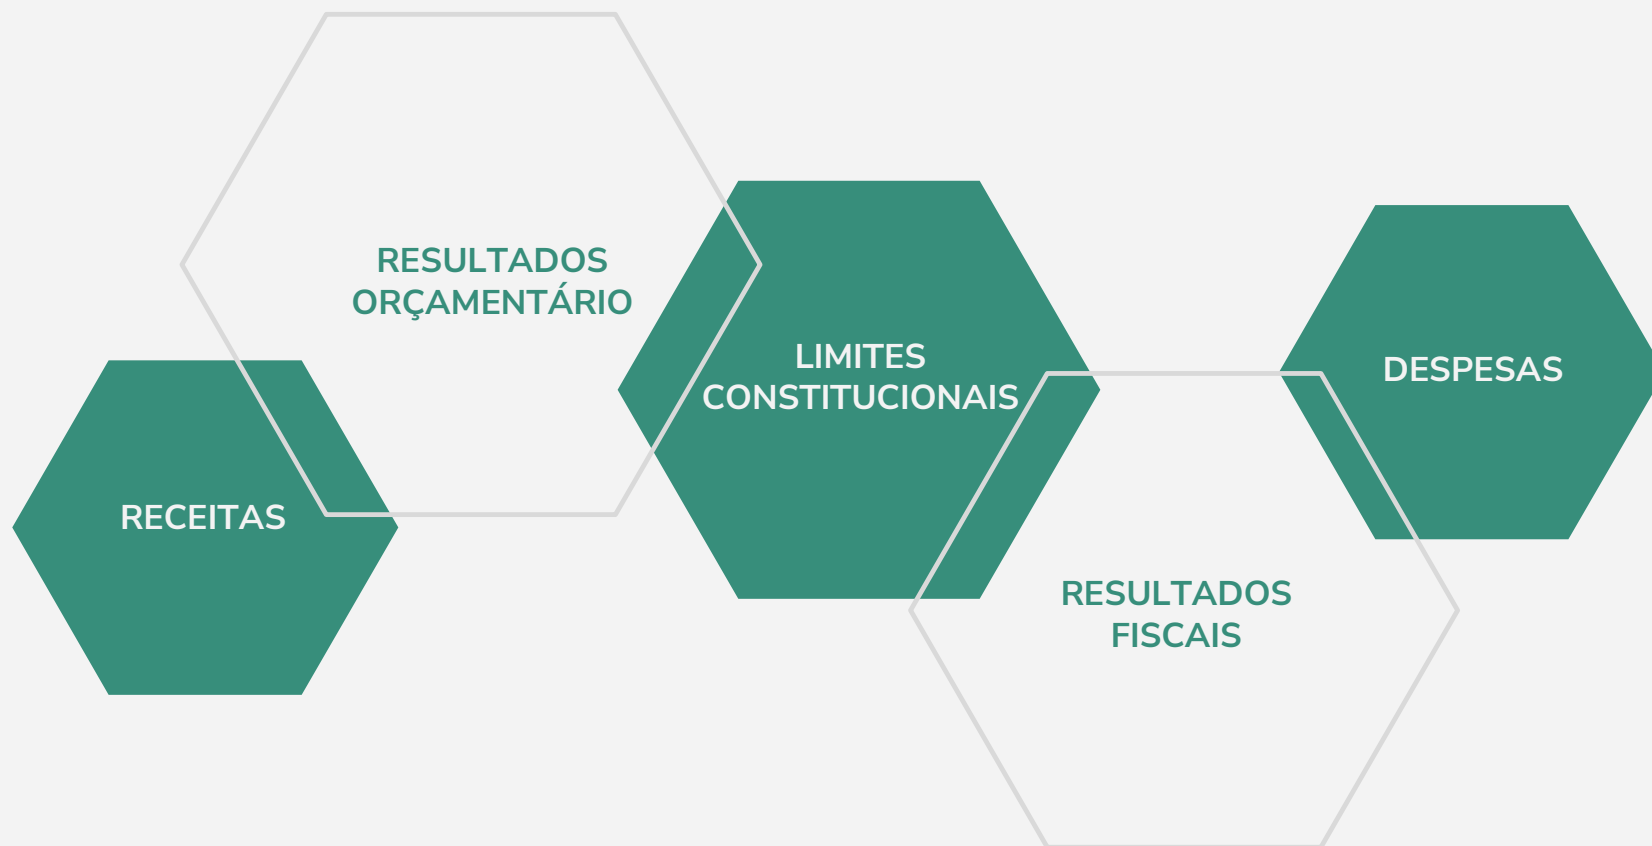 RESULTADOS
ORÇAMENTÁRIO
LIMITES
CONSTITUCIONAIS
DESPESAS
RECEITAS
RESULTADOS
FISCAIS